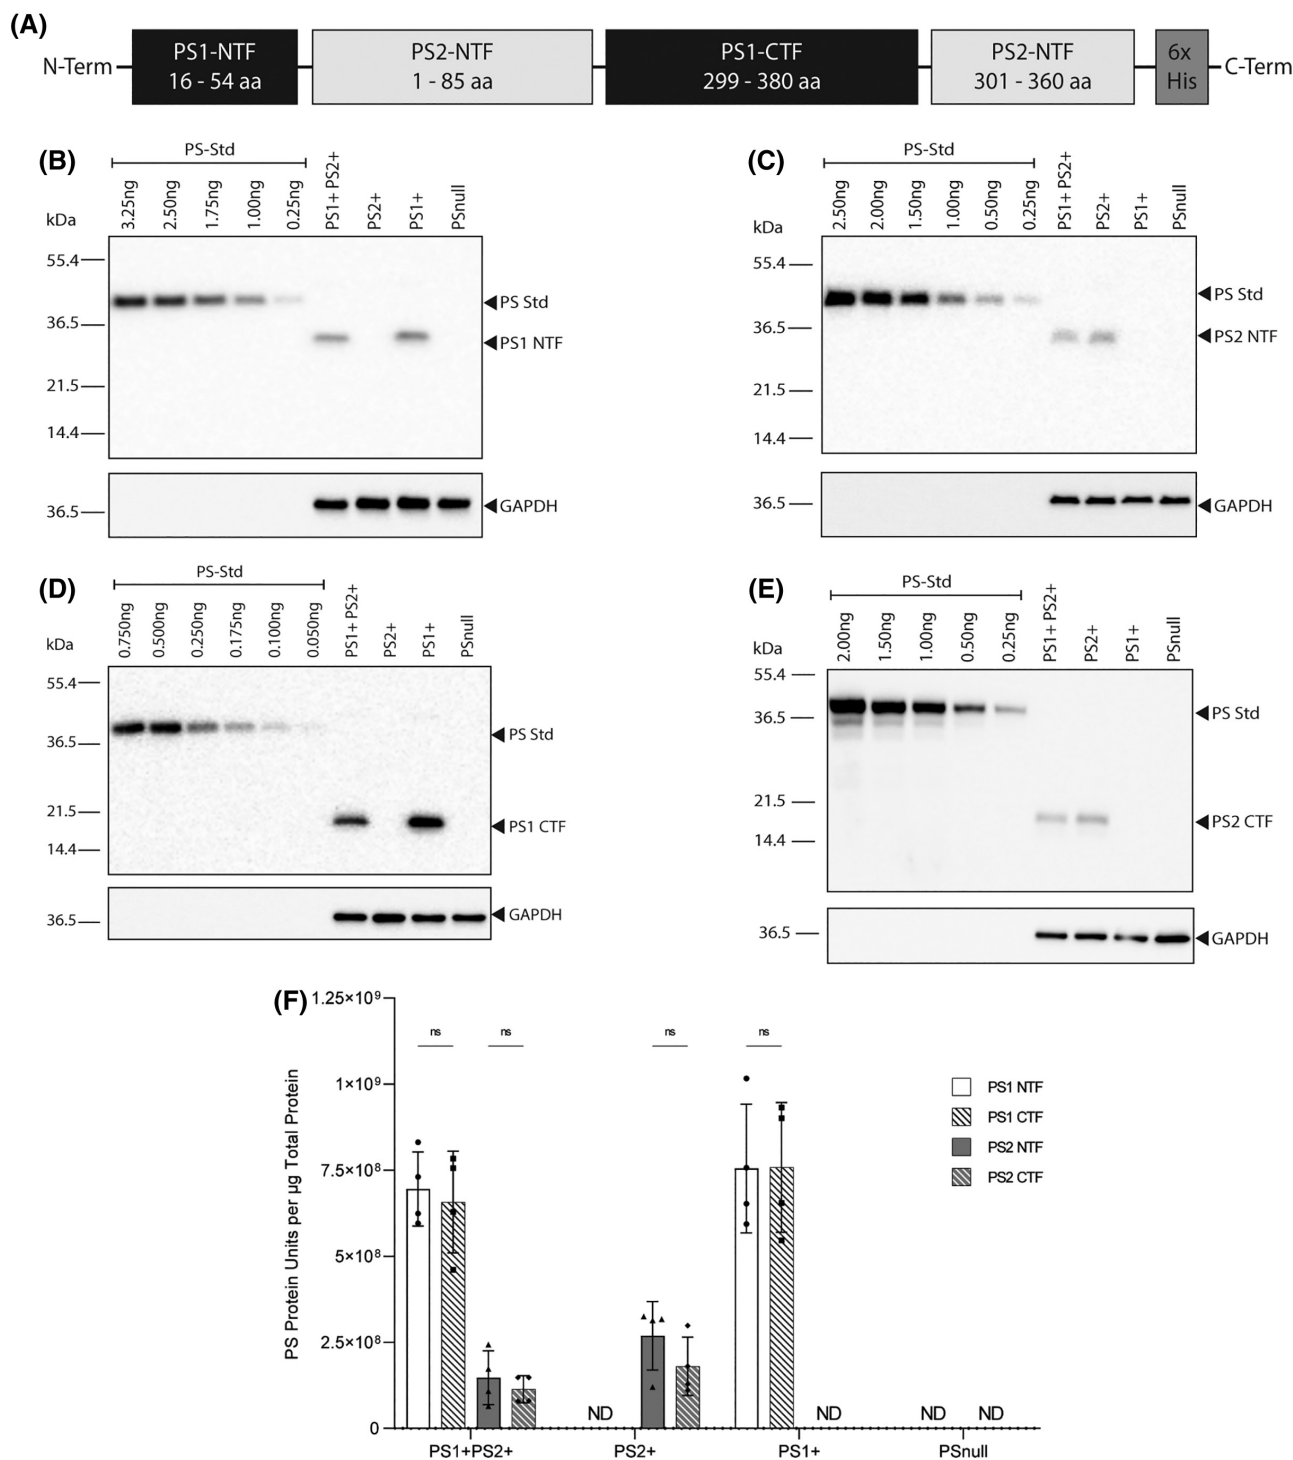 (A)
N-Term
PS1-NTF
16 - 54 aa
PS2-NTF
1 - 85 aa
PS1-CTF
299 - 380 aa
PS2-NTF
301 - 360 aa
6x
His
C-Term
(B)
PS-Std
kDa
3.25ng
2.50ng
1.75ng
1.00ng
0.25ng
PS1+ PS2+
PS2+
PS1+
PSnull
55.4
36.5
21.5
14.4
PS Std
PS1 NTF
36.5
GAPDH
(C)
PS-Std
kDa
2.50ng
2.00ng
1.50ng
1.00ng
0.50ng
0.25ng
PS1+ PS2+
PS2+
PS1+
PSnull
55.4
36.5
21.5
14.4
PS Std
PS2 NTF
36.5
GAPDH
(D)
PS-Std
kDa
0.750ng
0.500ng
0.250ng
0.175ng
0.100ng
0.050ng
PS1+ PS2+
PS2+
PS1+
PSnull
55.4
36.5
21.5
14.4
PS Std
PS1 CTF
36.5
GAPDH
(E)
PS-Std
kDa
2.00ng
1.50ng
1.00ng
0.50ng
0.25ng
PS1+ PS2+
PS2+
PS1+
PSnull
55.4
36.5
21.5
14.4
PS Std
PS2 CTF
36.5
GAPDH
(F)
PS Protein Units per µg Total Protein
1.25×10⁹
1×10⁹
7.5×10⁸
5×10⁸
2.5×10⁸
0
ns
ns
ns
ns
ND
ND
ND
ND
PS1+PS2+
PS2+
PS1+
PSnull
PS1 NTF
PS1 CTF
PS2 NTF
PS2 CTF